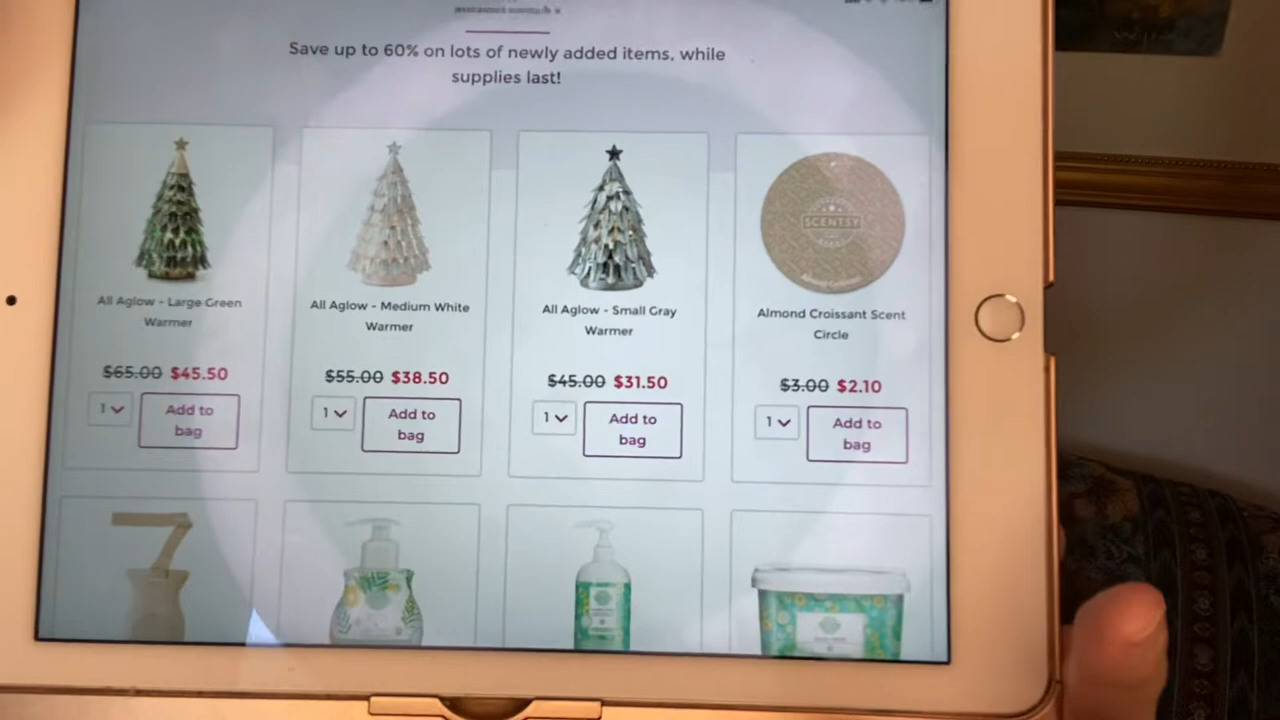 Save up to 60% on lots of newly added items, while
supplies last!
All Aglow - Large Green
Warmer
$65.00 $45.50
1
Add to
bag
All Aglow - Medium White
Warmer
$55.00 $38.50
1
Add to
bag
All Aglow - Small Gray
Warmer
$45.00 $31.50
1
Add to
bag
SCENTSY
Almond Croissant Scent
Circle
$3.00 $2.10
1
Add to
bag